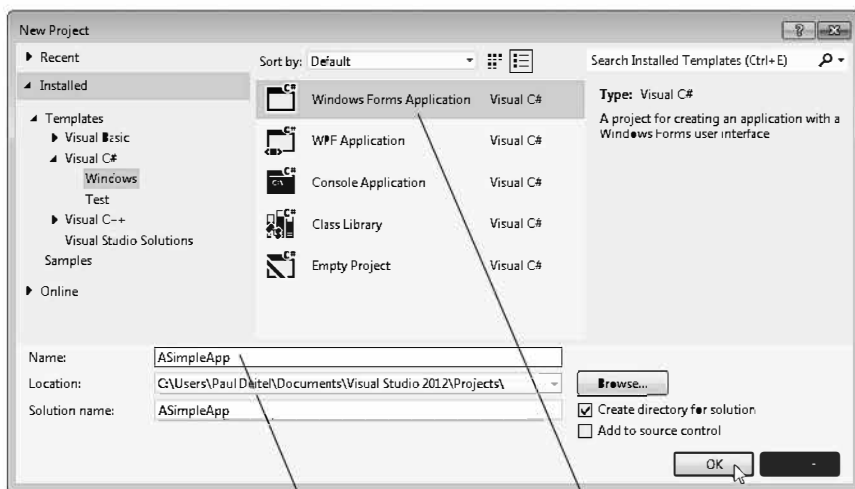 New Project
Recent
Installed
Templates
Visual Basic
Visual C#
Windows
Test
Visual C++
Visual Studio Solutions
Samples
Online
Sort by: Default
Windows Forms Application Visual C#
WPF Application Visual C#
Console Application Visual C#
Class Library Visual C#
Empty Project Visual C#
Search Installed Templates (Ctrl+E)
Type: Visual C#
A project for creating an application with a
Windows Forms user interface
Name: ASimpleApp
Location: C:\Users\Paul Deitel\Documents\Visual Studio 2012\Projects\
Browse...
Solution name: ASimpleApp
Create directory for solution
Add to source control
OK